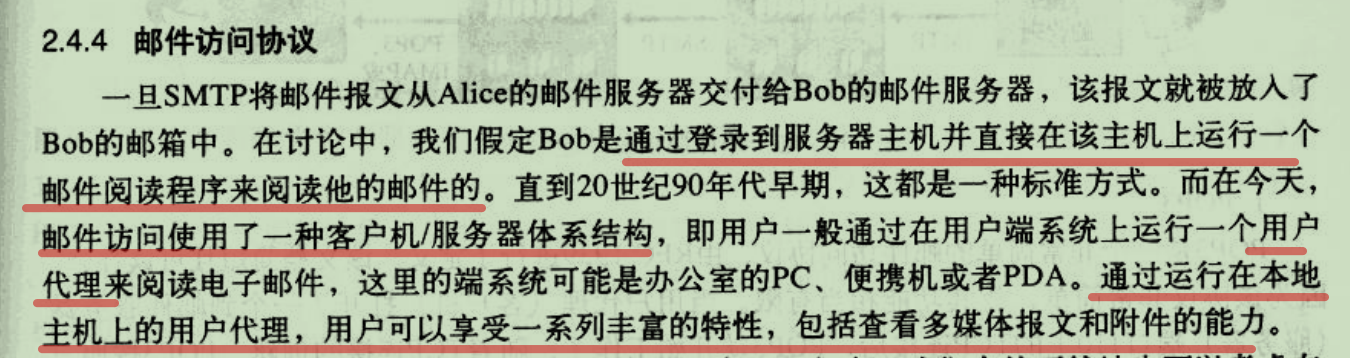 2.4.4 邮件访问协议
一旦SMTP将邮件报文从Alice的邮件服务器交付给Bob的邮件服务器，该报文就被放入了
Bob的邮箱中。在讨论中，我们假定Bob是通过登录到服务器主机并直接在该主机上运行一个
邮件阅读程序来阅读他的邮件的。直到20世纪90年代早期，这都是一种标准方式。而在今天，
邮件访问使用了一种客户机/服务器体系结构，即用户一般通过在用户端系统上运行一个用户
代理来阅读电子邮件，这里的端系统可能是办公室的PC、便携机或者PDA。通过运行在本地
主机上的用户代理，用户可以享受一系列丰富的特性，包括查看多媒体报文和附件的能力。